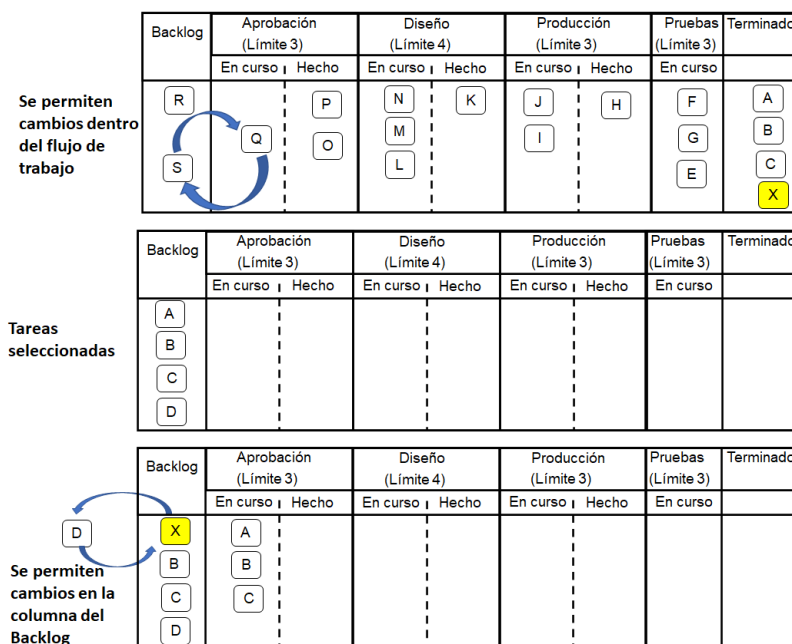 Backlog
Aprobación
(Límite 3)
Diseño
(Límite 4)
Producción
(Límite 3)
Pruebas
(Límite 3)
Terminado
En curso
Hecho
En curso
Hecho
En curso
Hecho
En curso
Se permiten
cambios dentro
del flujo de
trabajo
R
S
Q
P
O
N
M
L
K
J
I
H
F
G
E
A
B
C
X
Backlog
Aprobación
(Límite 3)
Diseño
(Límite 4)
Producción
(Límite 3)
Pruebas
(Límite 3)
Terminado
En curso
Hecho
En curso
Hecho
En curso
Hecho
En curso
Tareas
seleccionadas
A
B
C
D
Backlog
Aprobación
(Límite 3)
Diseño
(Límite 4)
Producción
(Límite 3)
Pruebas
(Límite 3)
Terminado
En curso
Hecho
En curso
Hecho
En curso
Hecho
En curso
D
Se permiten
cambios en la
columna del
Backlog
X
B
C
D
A
B
C